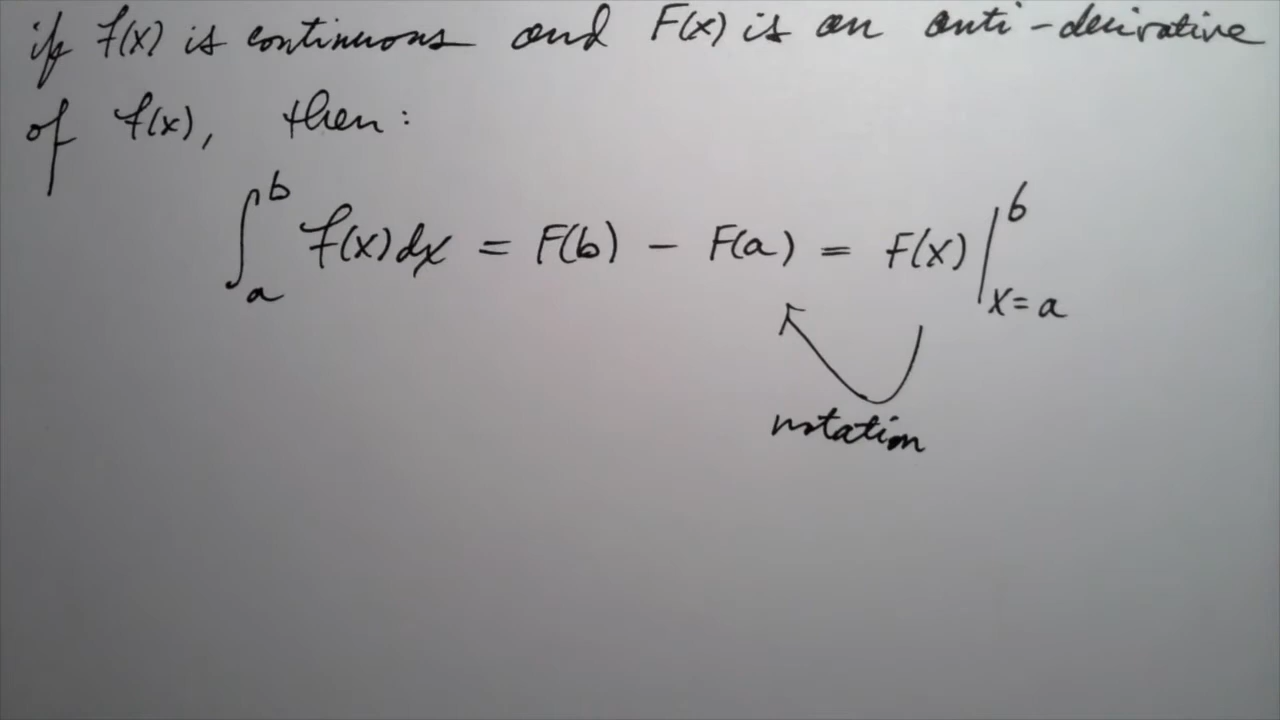 if f(x) is continuous and F(x) is an anti-derivative
of f(x), then:
∫_a^b f(x)dx = F(b) - F(a) = F(x) |_{x=a}^b
notation